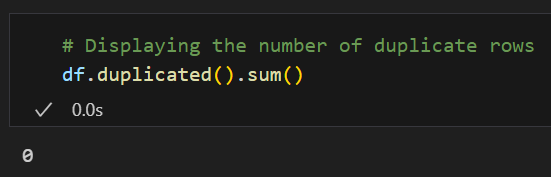 # Displaying the number of duplicate rows
df.duplicated().sum()
0.0s
0